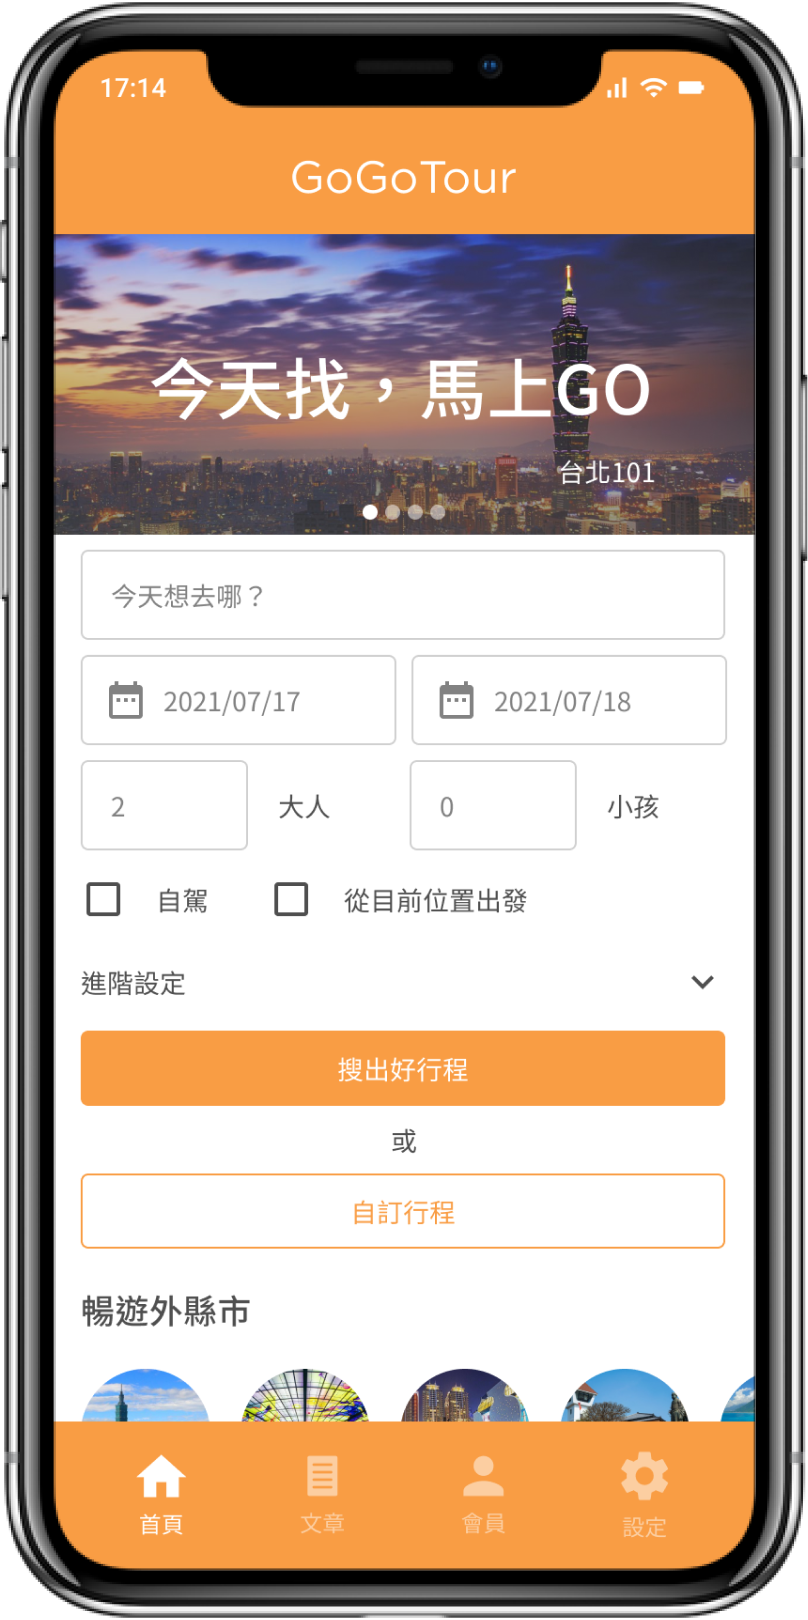 17:14
GoGoTour
今天找，馬上GO
台北101
今天想去哪？
2021/07/17 2021/07/18
2 大人 0 小孩
自駕 從目前位置出發
進階設定
搜出好行程
或
自訂行程
暢遊外縣市
首頁 文章 會員 設定